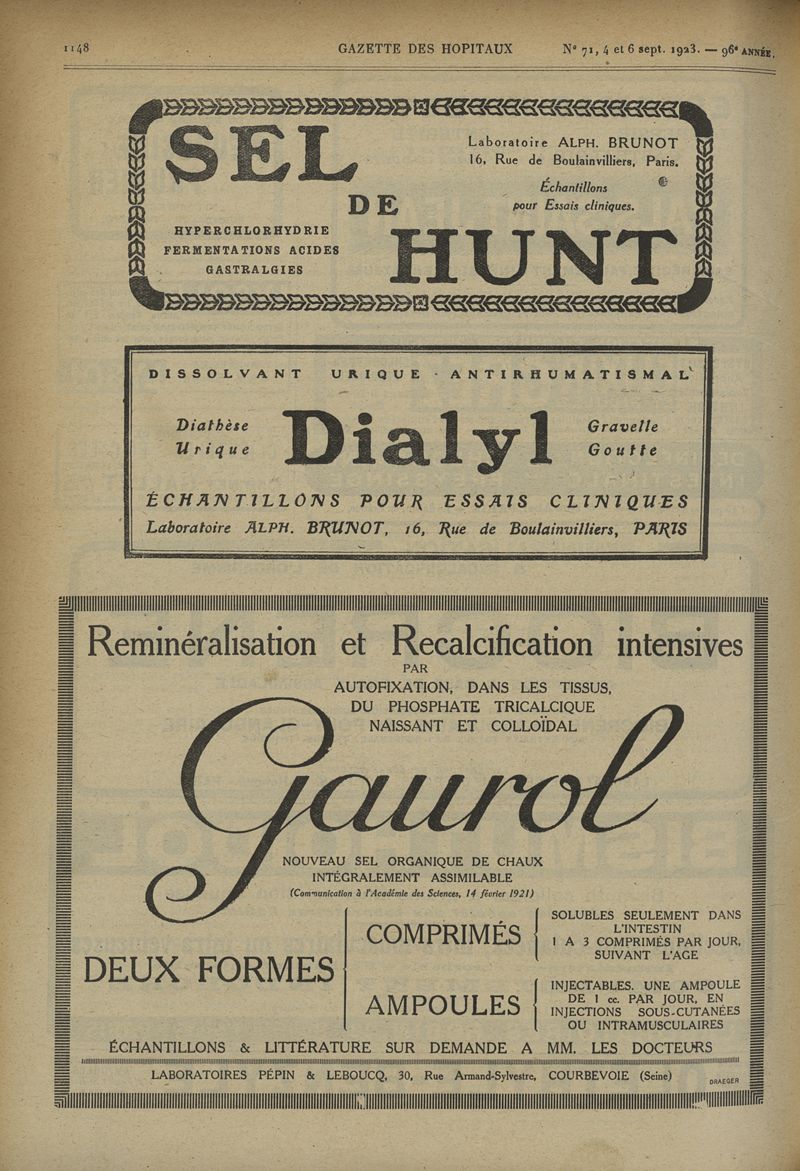 1148 GAZETTE DES HOPITAUX Nº 71, 4 et 6 sept. 1923. — 96e ANNÉE.
SEL
DE
HUNT
Laboratoire ALPH. BRUNOT
16, Rue de Boulainvilliers, Paris.
Échantillons
pour Essais cliniques.
HYPERCHLORHYDRIE
FERMENTATIONS ACIDES
GASTRALGIES
DISSOLVANT URIQUE - ANTIRHUMATISMAL
Diathèse
Urique
Dialyl
Gravelle
Goutte
ÉCHANTILLONS POUR ESSAIS CLINIQUES
Laboratoire ALPH. BRUNOT, 16, Rue de Boulainvilliers, PARIS
Reminéralisation et Recalcification intensives
PAR
AUTOFIXATION, DANS LES TISSUS,
DU PHOSPHATE TRICALCIQUE
NAISSANT ET COLLOÏDAL
Gaurol
NOUVEAU SEL ORGANIQUE DE CHAUX
INTÉGRALEMENT ASSIMILABLE
(Communication à l'Académie des Sciences, 14 février 1921)
DEUX FORMES
COMPRIMÉS
SOLUBLES SEULEMENT DANS
L'INTESTIN
1 A 3 COMPRIMÉS PAR JOUR,
SUIVANT L'AGE
AMPOULES
INJECTABLES. UNE AMPOULE
DE 1 cc. PAR JOUR, EN
INJECTIONS SOUS-CUTANÉES
OU INTRAMUSCULAIRES
ÉCHANTILLONS & LITTÉRATURE SUR DEMANDE A MM. LES DOCTEURS
LABORATOIRES PÉPIN & LEBOUCQ, 30, Rue Armand-Sylvestre, COURBEVOIE (Seine)
DRAEGER